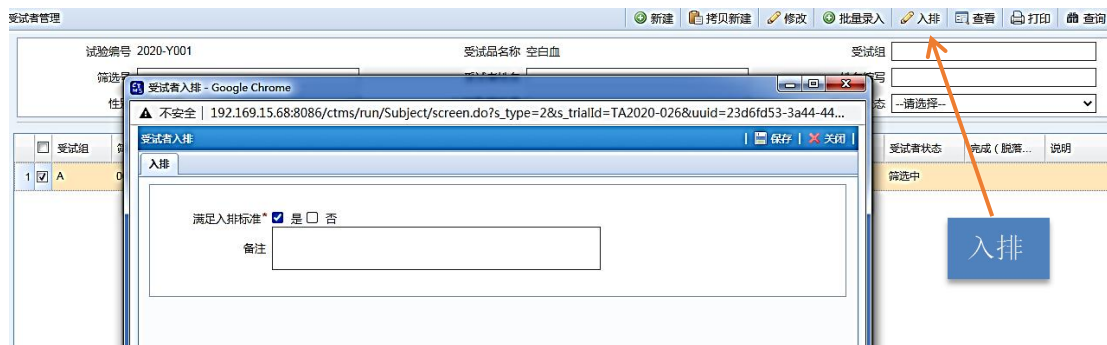 受试者管理 新建 拷贝新建 修改 批量录入 入排 查看 打印 查询
试验编号 2020-Y001 受试品名称 空白血 受试组
筛选号
受试者入排 - Google Chrome
不安全 | 192.169.15.68:8086/ctms/run/Subject/screen.do?s_type=2&s_trialId=TA2020-026&uuid=23d6fd53-3a44-44...
--请选择--
受试者入排 | 保存 | 关闭 |
受试组 受试者状态 完成(脱落... 说明
入排
1 A 筛选中
满足入排标准* 是 否
备注
入排